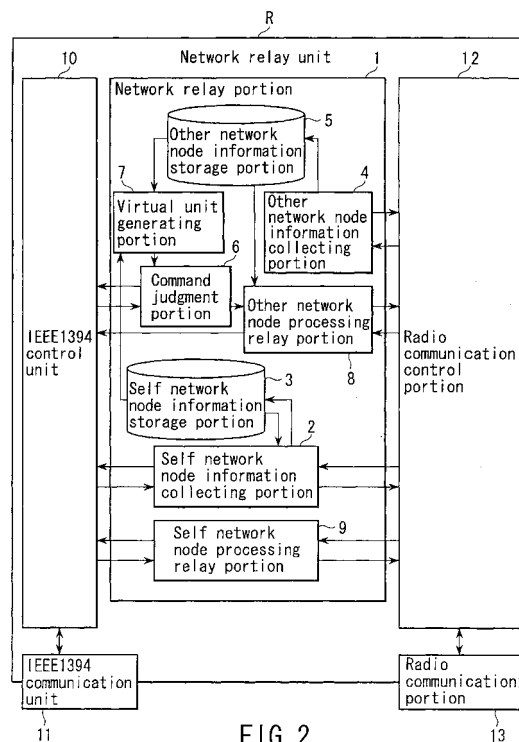 R
10
Network relay unit
1
12
Network relay portion
5
Other network
node information
storage portion
7
4
Virtual unit
generating
portion
Other
network node
information
collecting
portion
6
Command
judgment
portion
IEEE1394
control
unit
Other network
node processing
relay portion
8
Radio
communication
control
portion
3
Self network
node information
storage portion
2
Self network
node information
collecting portion
9
Self network
node processing
relay portion
IEEE1394
communication
unit
11
Radio
communication
portion
13
FIG. 2